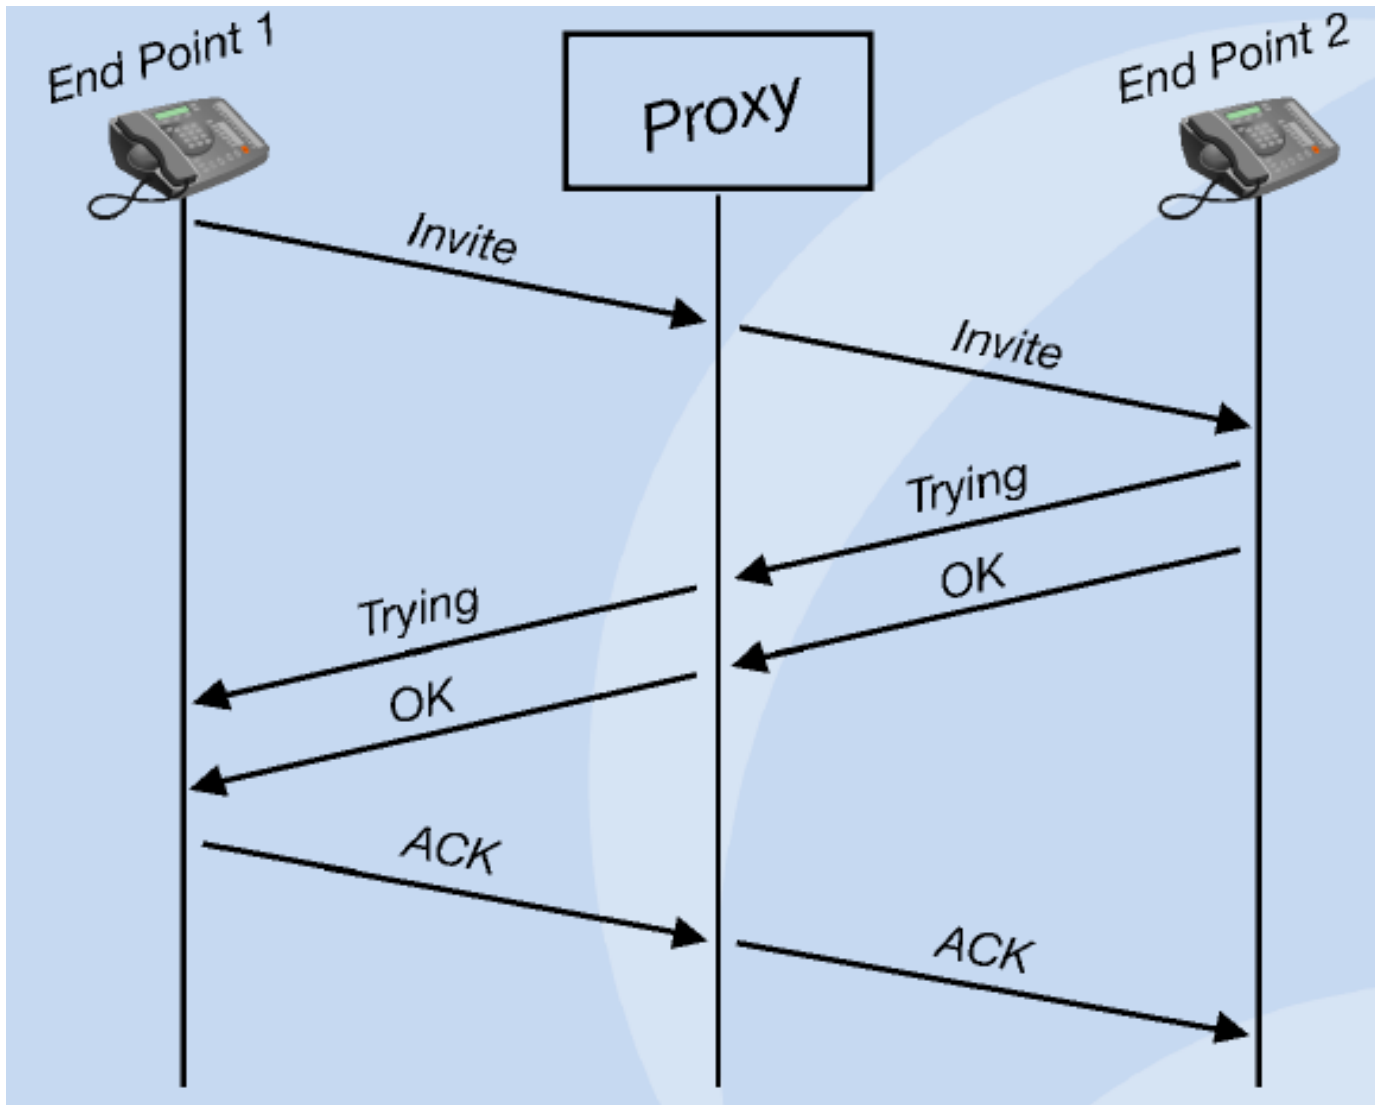 End Point 1
Proxy
End Point 2
Invite
Invite
Trying
OK
Trying
OK
ACK
ACK